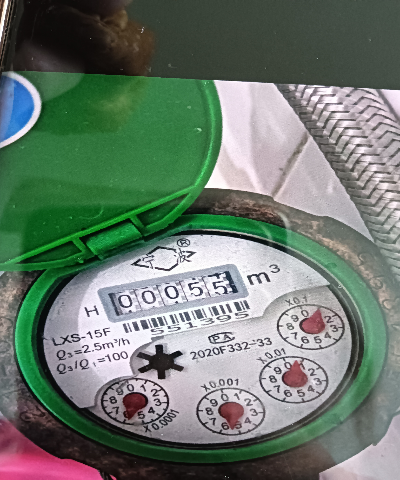 ®
00055 m³
H
551395
LXS-15F
Q₃=2.5m³/h
Q₃/Q₁=100
PA
2020F332-33
X0.1
X0.01
X0.001
X0.0001